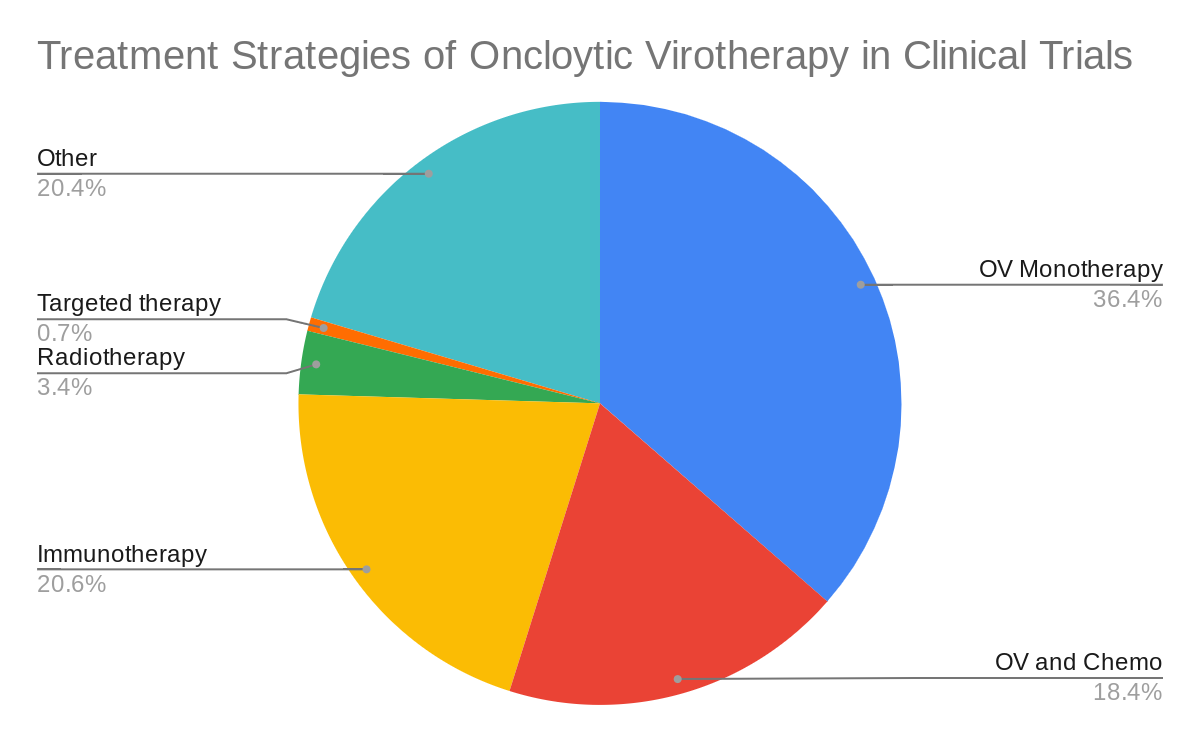 Treatment Strategies of Oncloytic Virotherapy in Clinical Trials
Other
20.4%
Targeted therapy
0.7%
Radiotherapy
3.4%
Immunotherapy
20.6%
OV Monotherapy
36.4%
OV and Chemo
18.4%